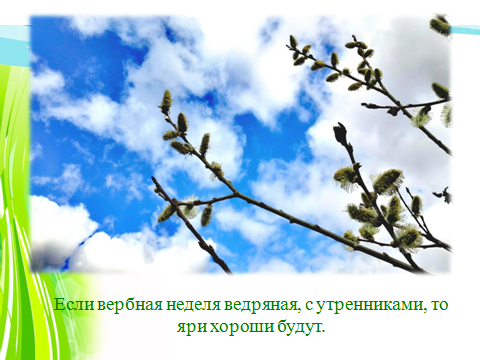 Если вербная неделя ведряная, с утренниками, то
яри хороши будут.